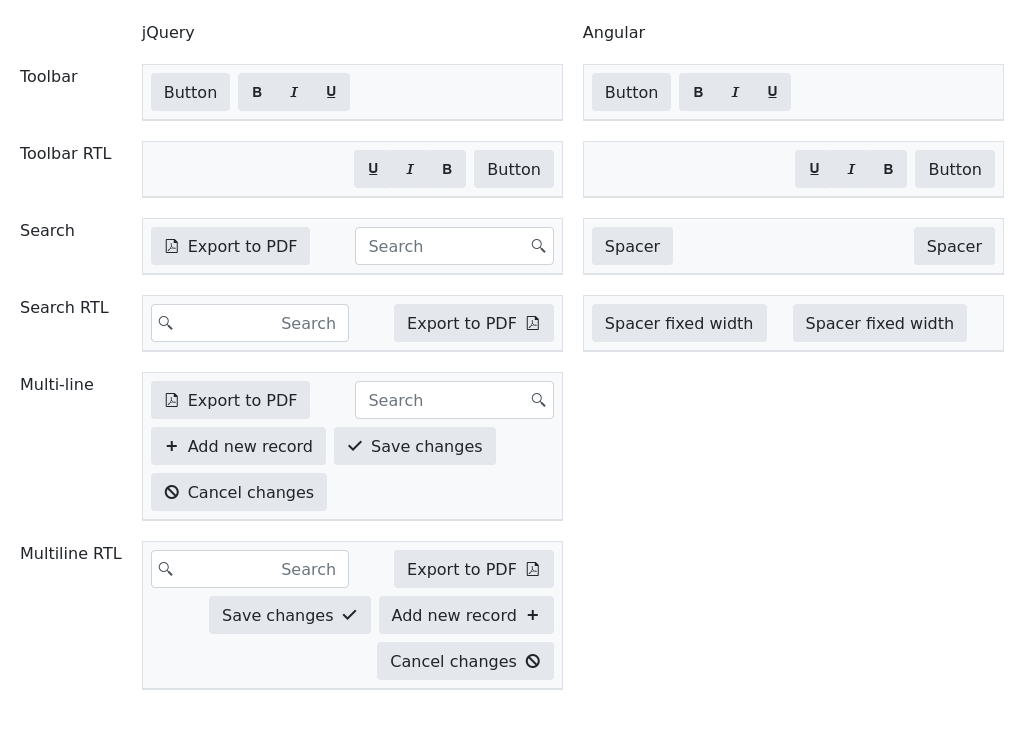 jQuery Angular
Toolbar Button B I U Button B I U
Toolbar RTL U I B Button U I B Button
Search Export to PDF Search Spacer Spacer
Search RTL Search Export to PDF Spacer fixed width Spacer fixed width
Multi-line Export to PDF Search
Add new record Save changes
Cancel changes
Multiline RTL Search Export to PDF
Save changes Add new record
Cancel changes